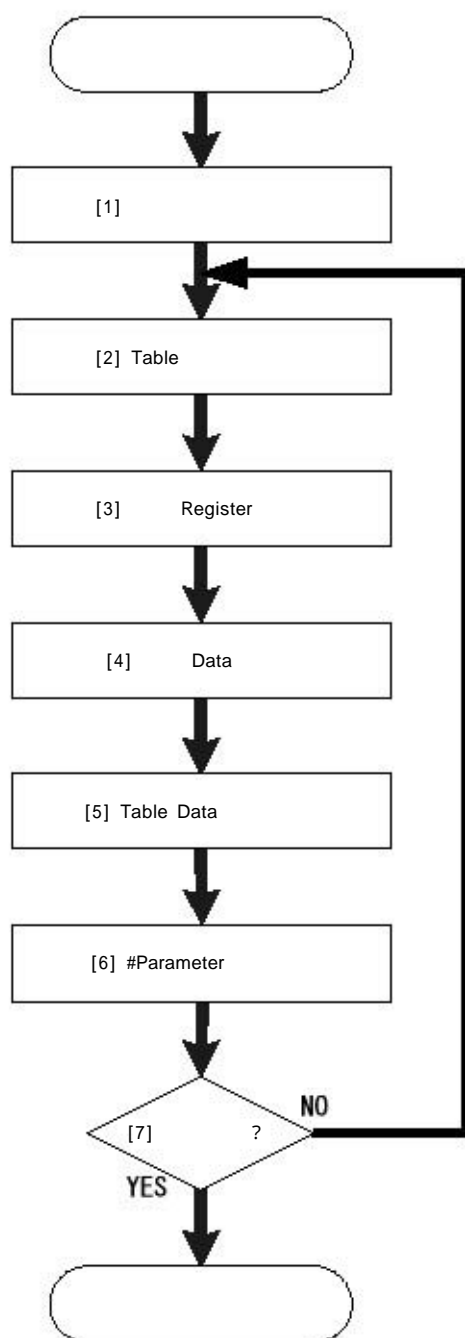 [1]
[2] Table
[3] Register
[4] Data
[5] Table Data
[6] #Parameter
[7] ?
NO
YES